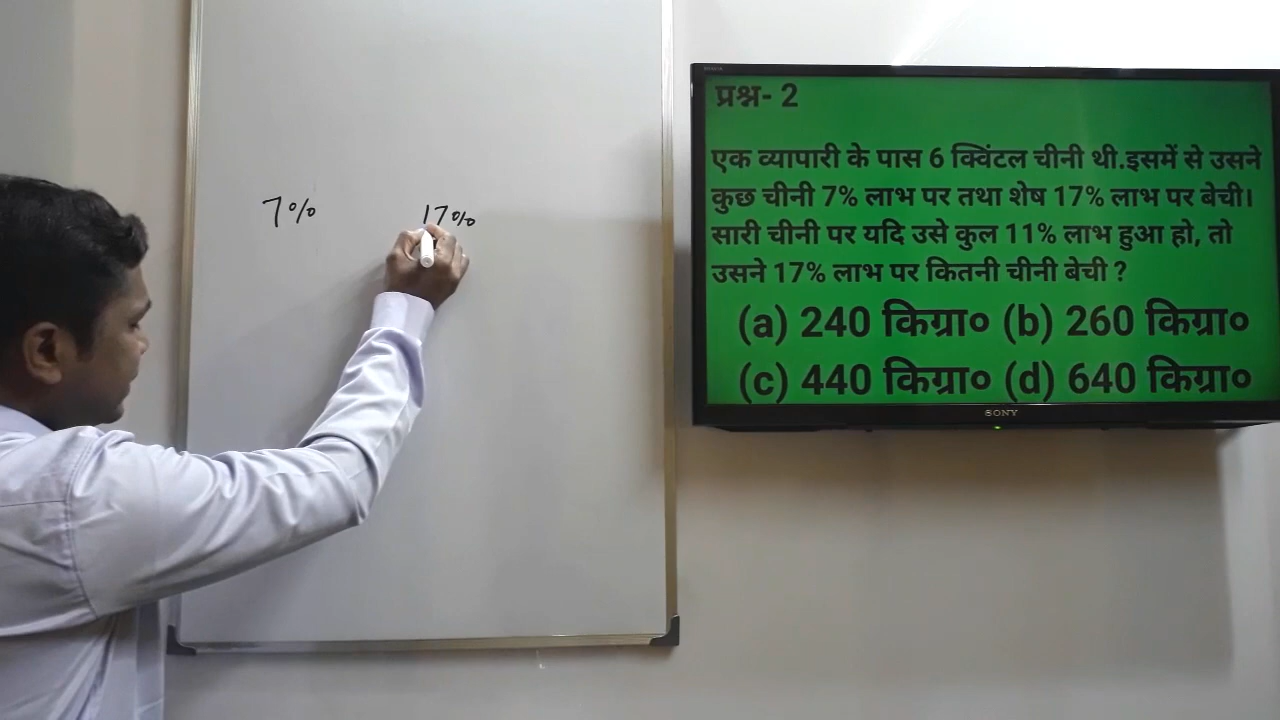 7% 17%
प्रश्न- 2
एक व्यापारी के पास 6 क्विंटल चीनी थी.इसमें से उसने
कुछ चीनी 7% लाभ पर तथा शेष 17% लाभ पर बेची।
सारी चीनी पर यदि उसे कुल 11% लाभ हुआ हो, तो
उसने 17% लाभ पर कितनी चीनी बेची ?
(a) 240 किग्रा० (b) 260 किग्रा०
(c) 440 किग्रा० (d) 640 किग्रा०
SONY